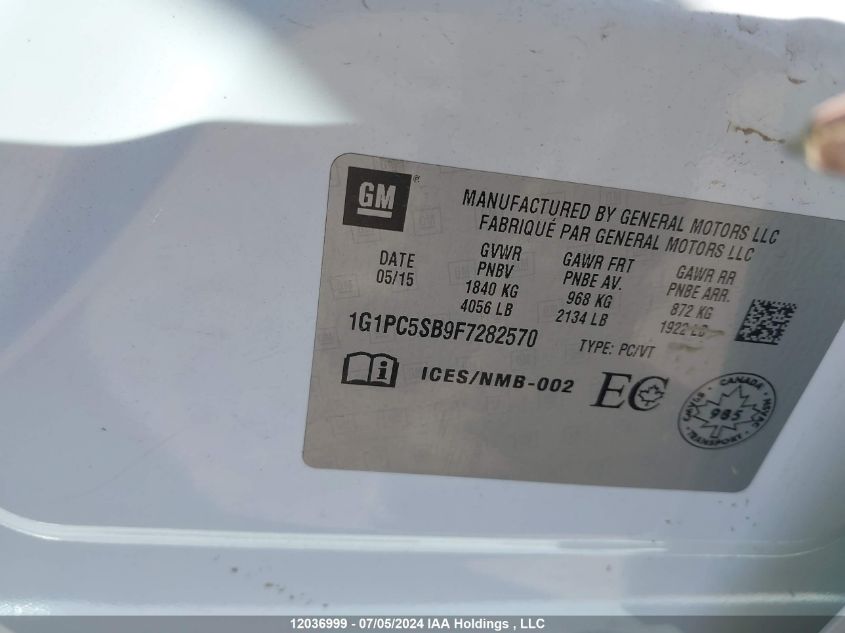 GM®
MANUFACTURED BY GENERAL MOTORS LLC
FABRIQUÉ PAR GENERAL MOTORS LLC
DATE
05/15
GVWR
PNBV
1840 KG
4056 LB
GAWR FRT
PNBE AV.
968 KG
2134 LB
GAWR RR
PNBE ARR.
872 KG
1922 LB
1G1PC5SB9F7282570
TYPE: PC/VT
i ICES/NMB-002
EC
CANADA
985
TRANSPORT
12036999 - 07/05/2024 IAA Holdings , LLC